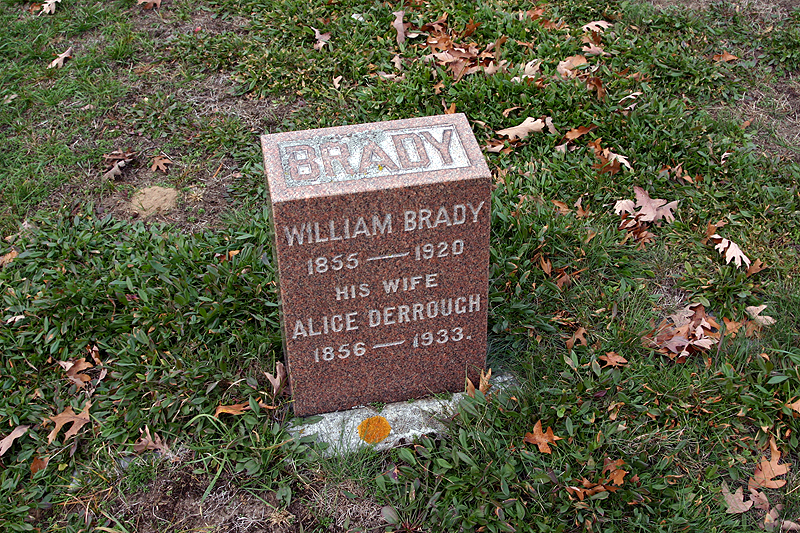 BRADY
WILLIAM BRADY
1855 — 1920
HIS WIFE
ALICE DERROUGH
1856 — 1933.